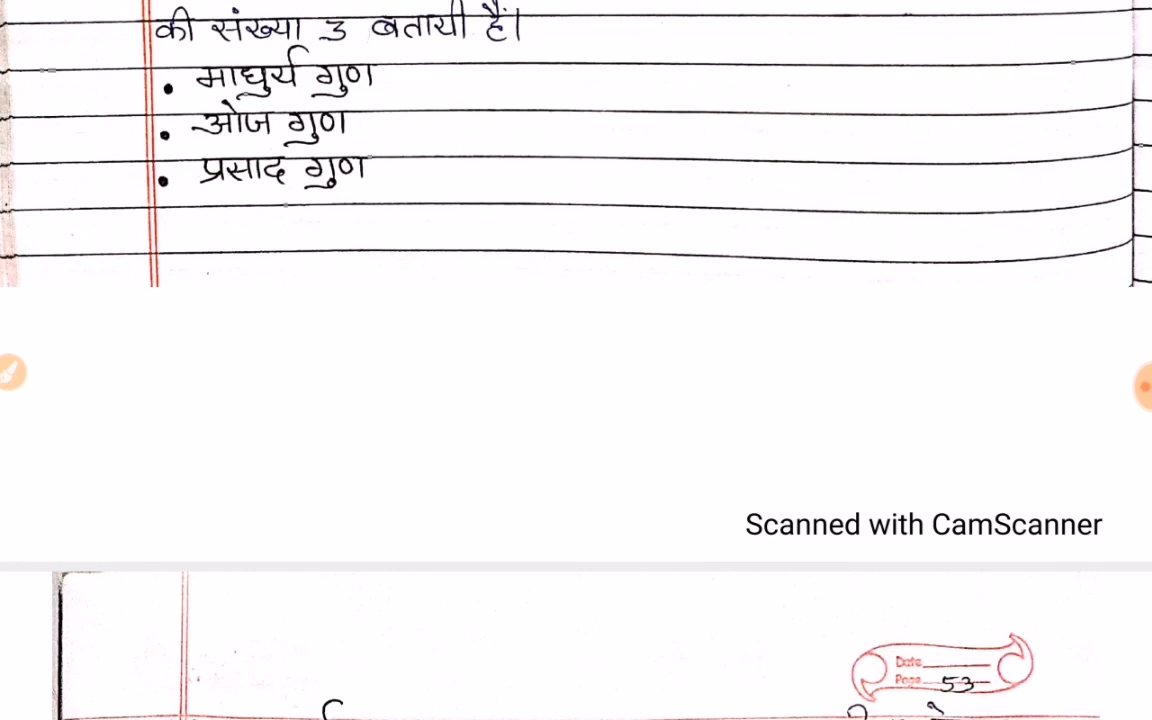 की संख्या 3 बतायी हैं।
• माधुर्य गुण
• ओज गुण
• प्रसाद गुण
Scanned with CamScanner
Date
Page 53